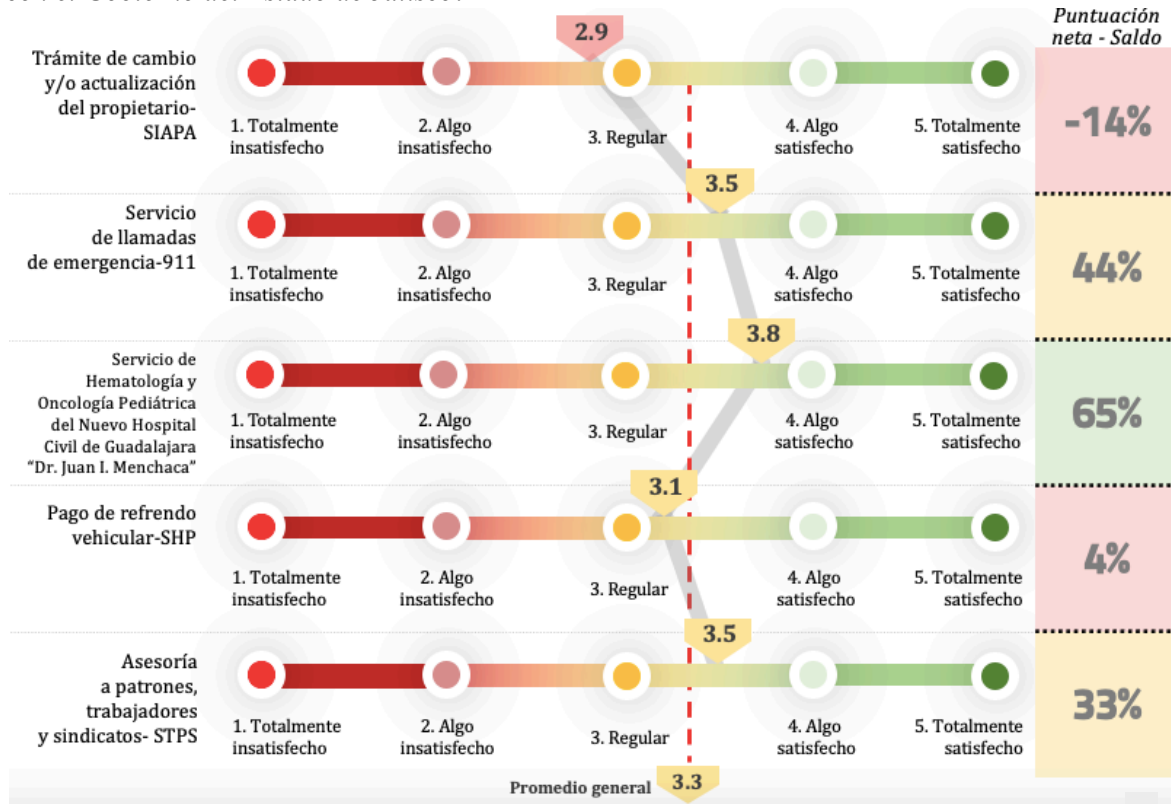 Puntuación
neta - Saldo
2.9
Trámite de cambio
y/o actualización
del propietario-
SIAPA
1. Totalmente
insatisfecho
2. Algo
insatisfecho
3. Regular
4. Algo
satisfecho
5. Totalmente
satisfecho
-14%
3.5
Servicio
de llamadas
de emergencia-911
1. Totalmente
insatisfecho
2. Algo
insatisfecho
3. Regular
4. Algo
satisfecho
5. Totalmente
satisfecho
44%
3.8
Servicio de
Hematología y
Oncología Pediátrica
del Nuevo Hospital
Civil de Guadalajara
“Dr. Juan I. Menchaca”
1. Totalmente
insatisfecho
2. Algo
insatisfecho
3. Regular
4. Algo
satisfecho
5. Totalmente
satisfecho
65%
3.1
Pago de refrendo
vehicular-SHP
1. Totalmente
insatisfecho
2. Algo
insatisfecho
3. Regular
4. Algo
satisfecho
5. Totalmente
satisfecho
4%
3.5
Asesoría
a patrones,
trabajadores
y sindicatos- STPS
1. Totalmente
insatisfecho
2. Algo
insatisfecho
3. Regular
4. Algo
satisfecho
5. Totalmente
satisfecho
33%
Promedio general
3.3